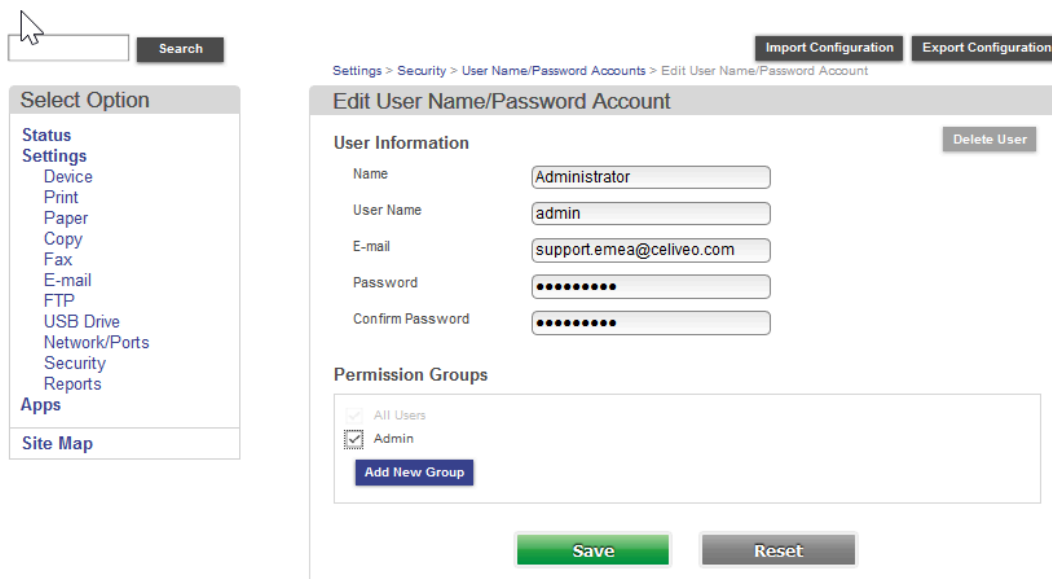 Search
Import Configuration
Export Configuration
Settings > Security > User Name/Password Accounts > Edit User Name/Password Account
Select Option
Status
Settings
Device
Print
Paper
Copy
Fax
E-mail
FTP
USB Drive
Network/Ports
Security
Reports
Apps
Site Map
Edit User Name/Password Account
User Information
Delete User
Name
Administrator
User Name
admin
E-mail
support.emea@celiveo.com
Password
●●●●●●●●●
Confirm Password
●●●●●●●●●
Permission Groups
All Users
Admin
Add New Group
Save
Reset